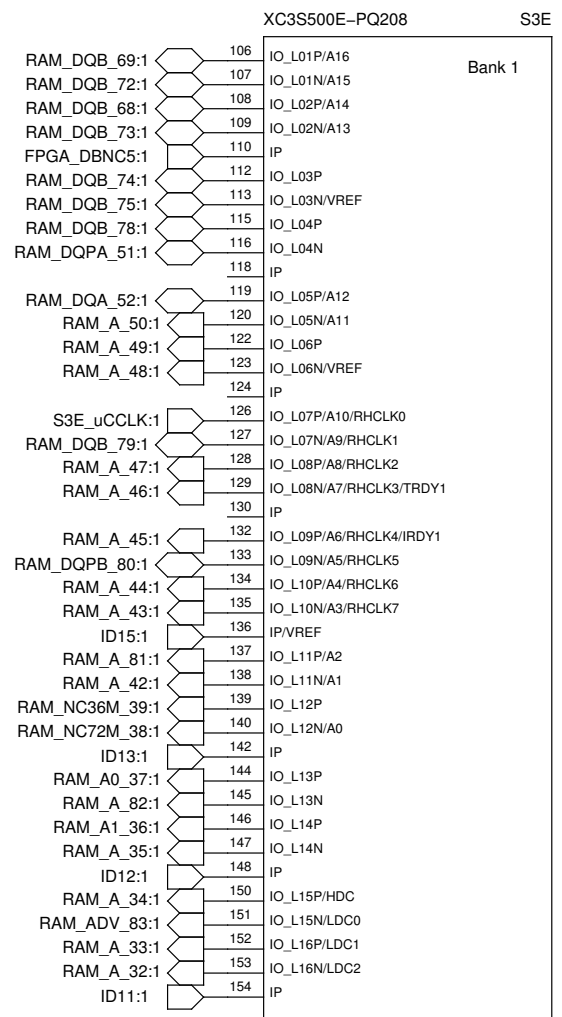 XC3S500E−PQ208 S3E
Bank 1
RAM_DQB_69:1 106 IO_L01P/A16
RAM_DQB_72:1 107 IO_L01N/A15
RAM_DQB_68:1 108 IO_L02P/A14
RAM_DQB_73:1 109 IO_L02N/A13
FPGA_DBNC5:1 110 IP
RAM_DQB_74:1 112 IO_L03P
RAM_DQB_75:1 113 IO_L03N/VREF
RAM_DQB_78:1 115 IO_L04P
RAM_DQPA_51:1 116 IO_L04N
118 IP
RAM_DQA_52:1 119 IO_L05P/A12
RAM_A_50:1 120 IO_L05N/A11
RAM_A_49:1 122 IO_L06P
RAM_A_48:1 123 IO_L06N/VREF
124 IP
S3E_uCCLK:1 126 IO_L07P/A10/RHCLK0
RAM_DQB_79:1 127 IO_L07N/A9/RHCLK1
RAM_A_47:1 128 IO_L08P/A8/RHCLK2
RAM_A_46:1 129 IO_L08N/A7/RHCLK3/TRDY1
130 IP
RAM_A_45:1 132 IO_L09P/A6/RHCLK4/IRDY1
RAM_DQPB_80:1 133 IO_L09N/A5/RHCLK5
RAM_A_44:1 134 IO_L10P/A4/RHCLK6
RAM_A_43:1 135 IO_L10N/A3/RHCLK7
ID15:1 136 IP/VREF
RAM_A_81:1 137 IO_L11P/A2
RAM_A_42:1 138 IO_L11N/A1
RAM_NC36M_39:1 139 IO_L12P
RAM_NC72M_38:1 140 IO_L12N/A0
ID13:1 142 IP
RAM_A0_37:1 144 IO_L13P
RAM_A_82:1 145 IO_L13N
RAM_A1_36:1 146 IO_L14P
RAM_A_35:1 147 IO_L14N
ID12:1 148 IP
RAM_A_34:1 150 IO_L15P/HDC
RAM_ADV_83:1 151 IO_L15N/LDC0
RAM_A_33:1 152 IO_L16P/LDC1
RAM_A_32:1 153 IO_L16N/LDC2
ID11:1 154 IP